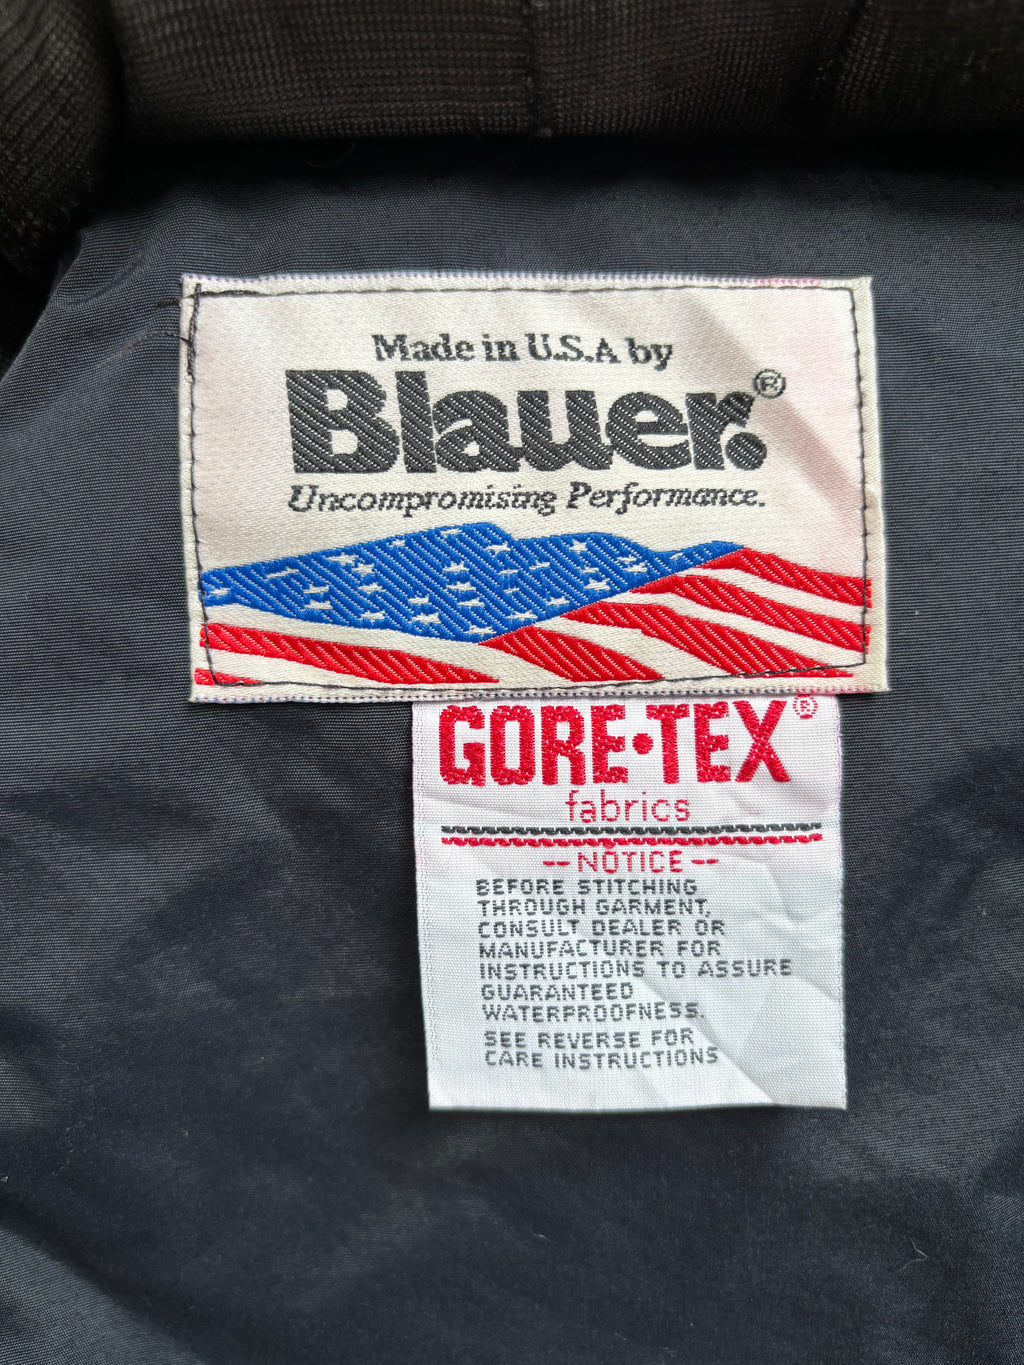 Made in U.S.A by
Blauer.®
Uncompromising Performance.
GORE-TEX®
fabrics
-- NOTICE --
BEFORE STITCHING
THROUGH GARMENT,
CONSULT DEALER OR
MANUFACTURER FOR
INSTRUCTIONS TO ASSURE
GUARANTEED
WATERPROOFNESS.
SEE REVERSE FOR
CARE INSTRUCTIONS